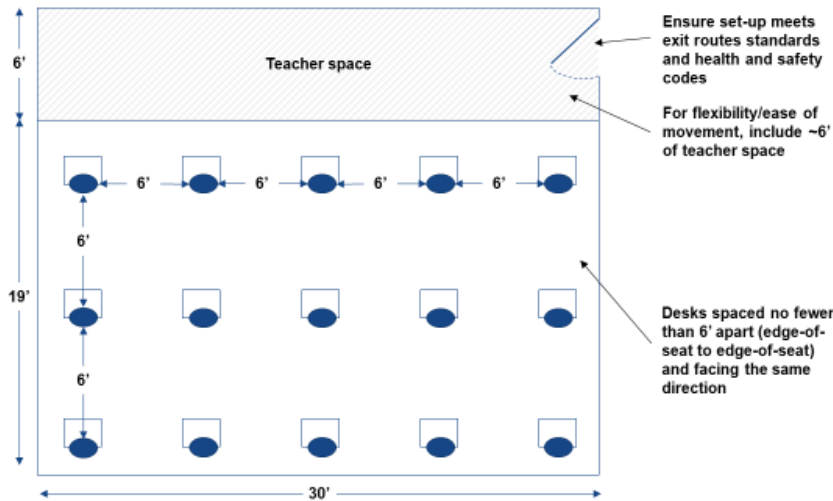 Ensure set-up meets
exit routes standards
and health and safety
codes
6’
Teacher space
For flexibility/ease of
movement, include ~6’
of teacher space
6’
6’
6’
6’
6’
19’
Desks spaced no fewer
than 6’ apart (edge-of-
seat to edge-of-seat)
and facing the same
direction
6’
30’